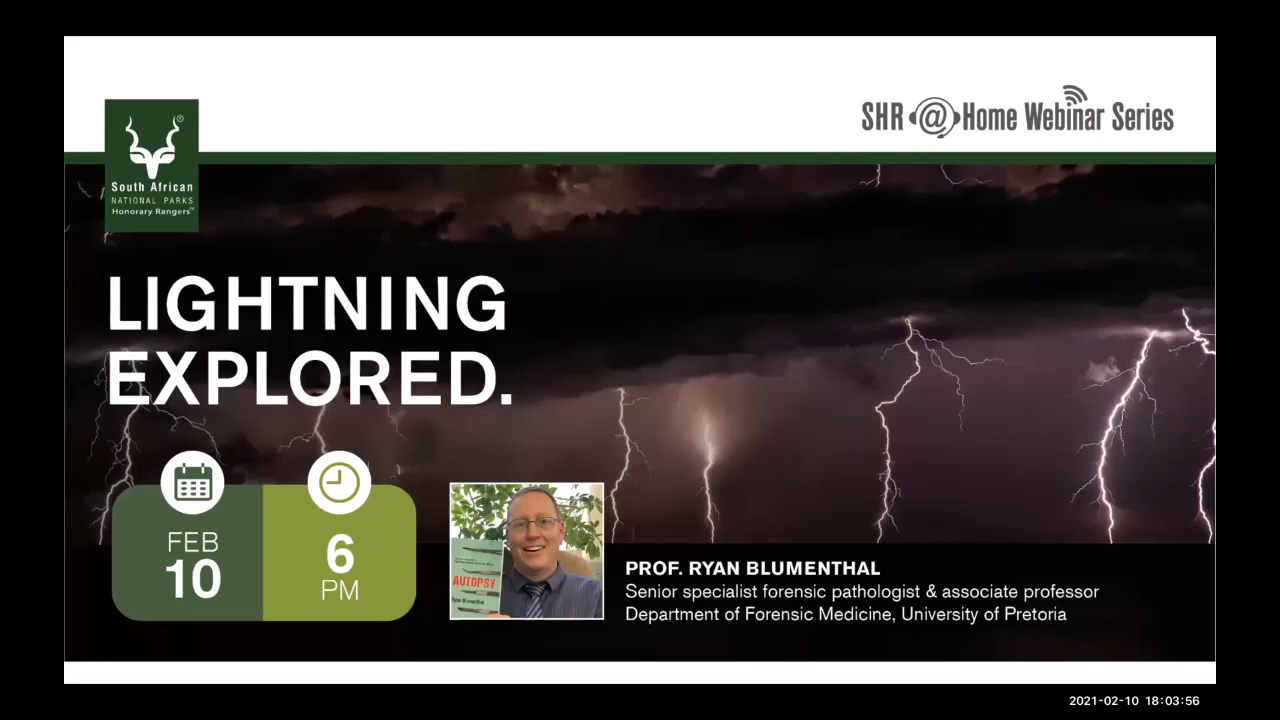 SHR @ Home Webinar Series
South African
NATIONAL PARKS
Honorary Rangers
LIGHTNING
EXPLORED.
FEB
10
6
PM
AUTOPSY
Ryan Blumenthal
PROF. RYAN BLUMENTHAL
Senior specialist forensic pathologist & associate professor
Department of Forensic Medicine, University of Pretoria
2021-02-10 18:03:56